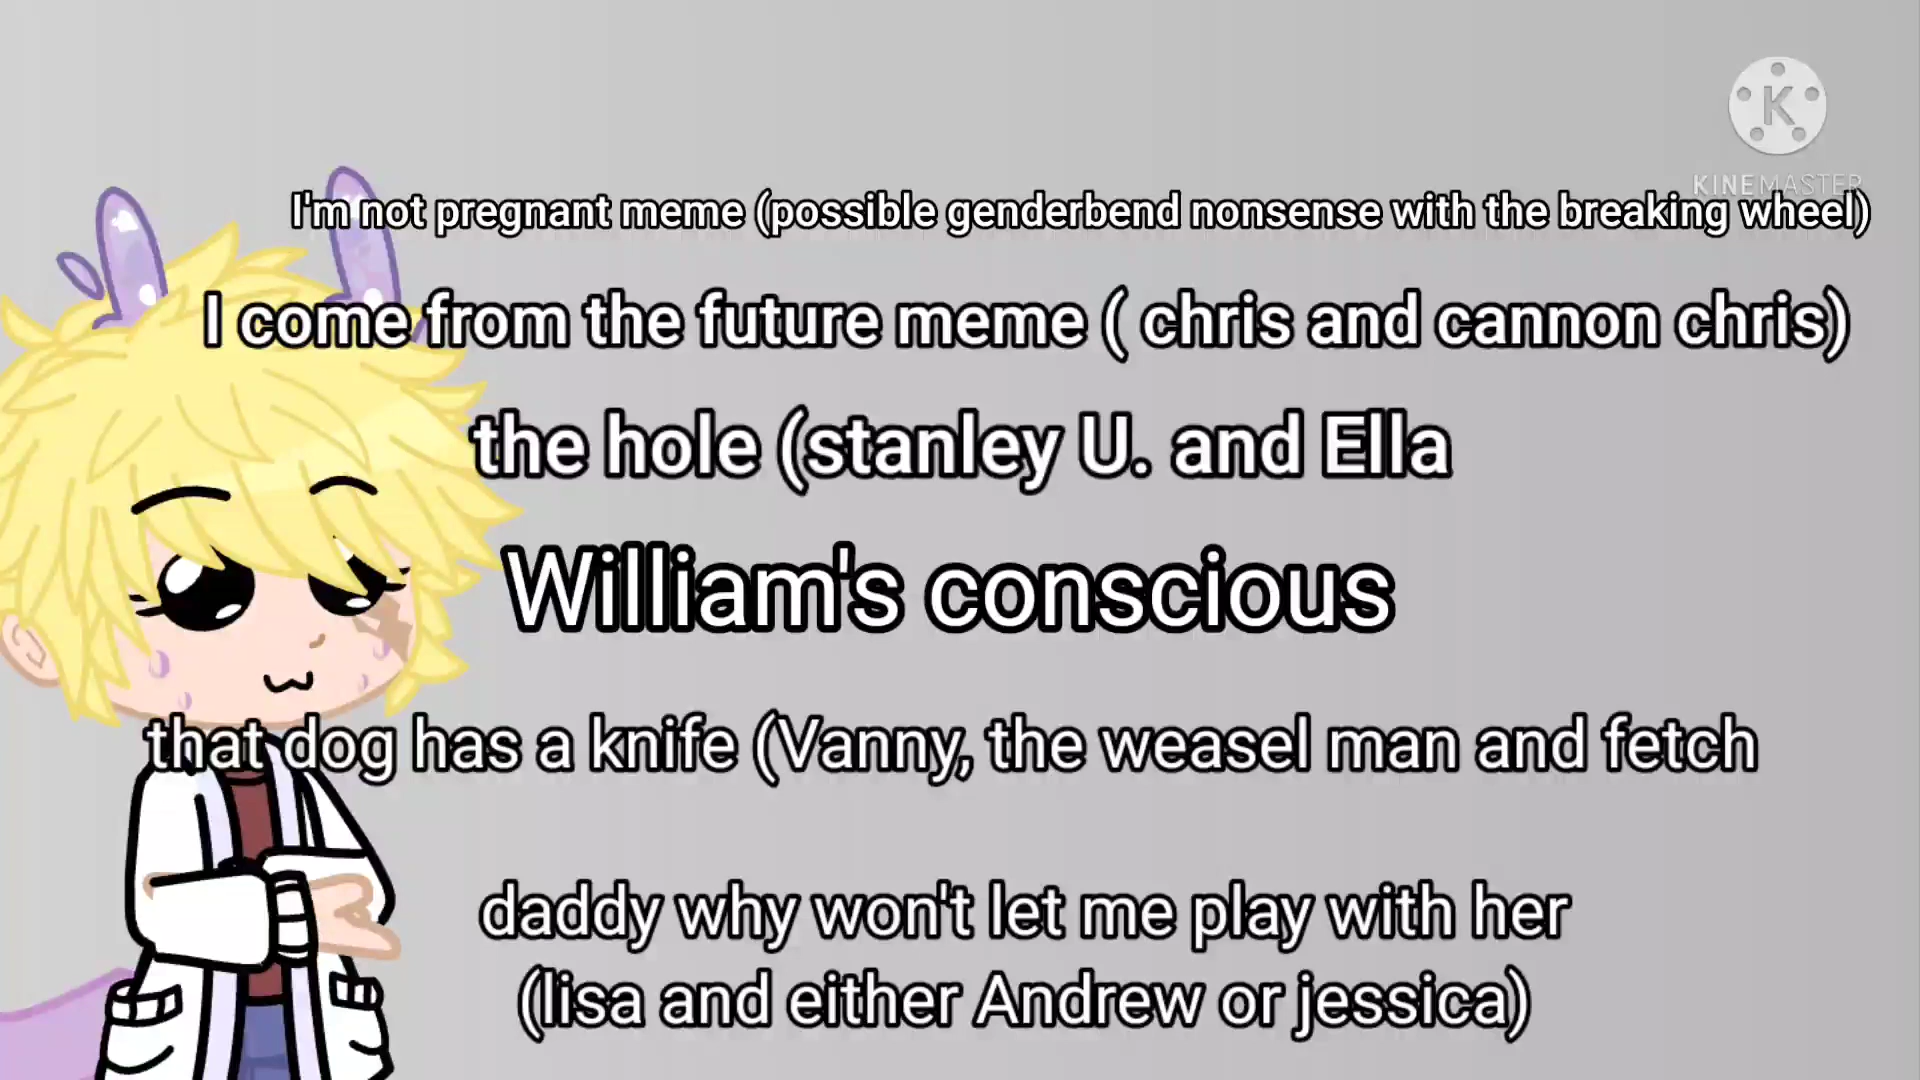 K
KINEMASTER
I'm not pregnant meme (possible genderbend nonsense with the breaking wheel)
I come from the future meme ( chris and cannon chris)
the hole (stanley U. and Ella
William's conscious
that dog has a knife (Vanny, the weasel man and fetch
daddy why won't let me play with her
(lisa and either Andrew or jessica)